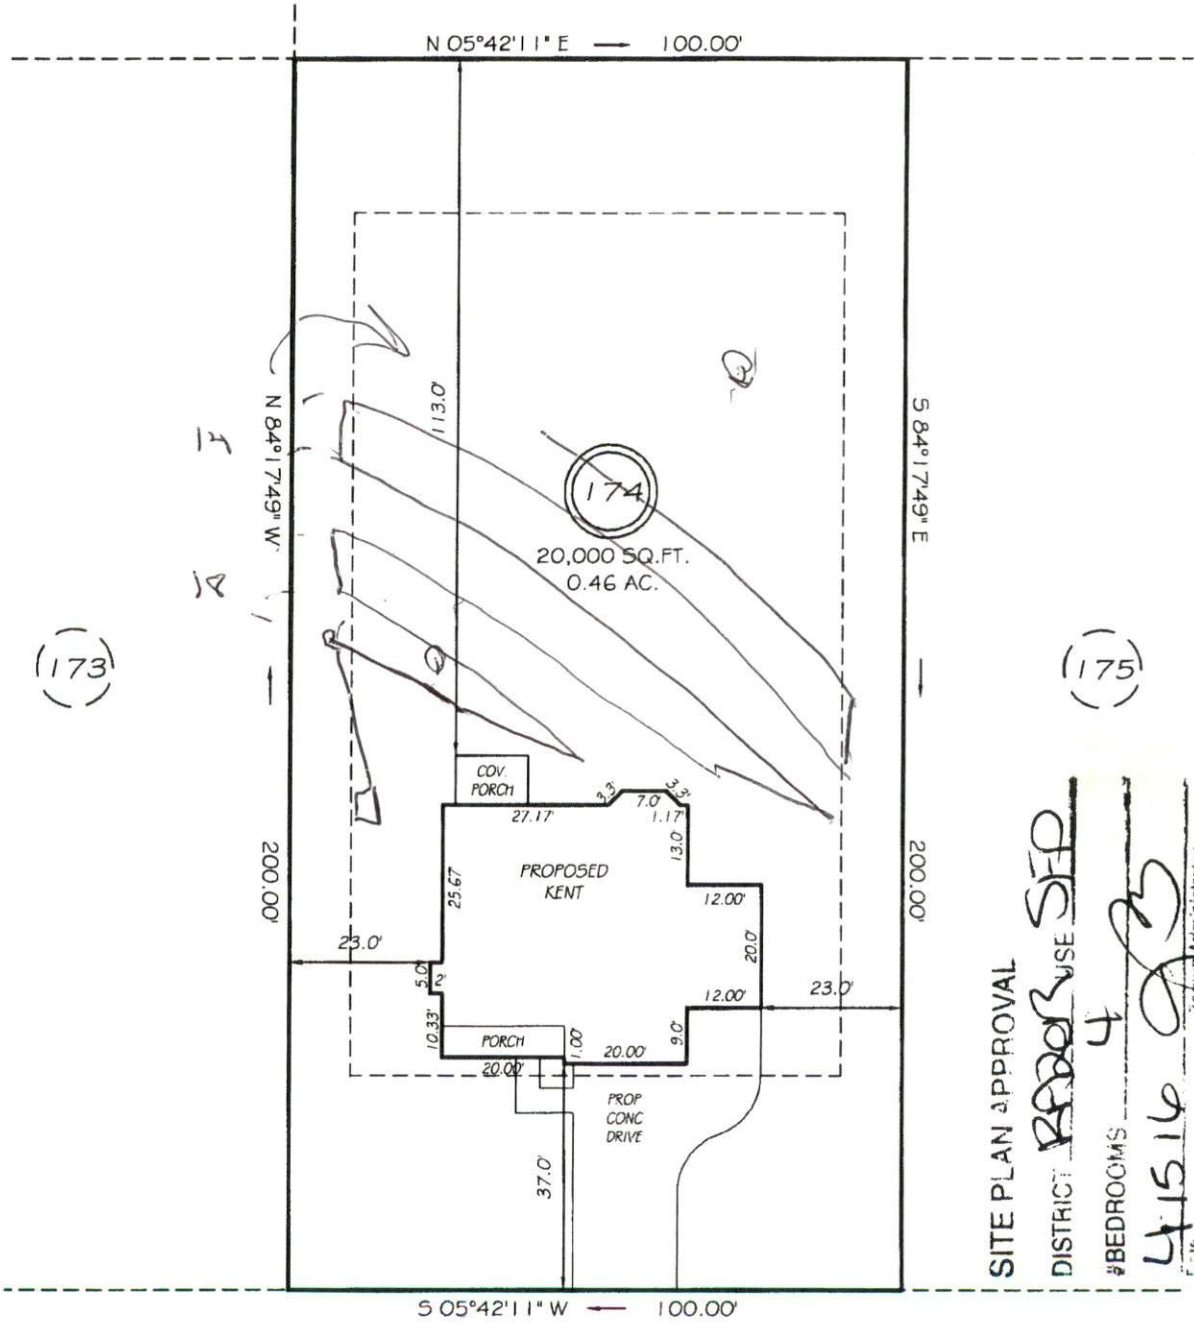 N 05°42'11" E 100.00'
113.0'
N 84°17'49" W
200.00'
S 84°17'49" E
200.00'
174
20,000 SQ.FT.
0.46 AC.
173
175
COV.
PORCH
27.17'
3.3'
7.0'
3.3'
1.17'
13.0'
PROPOSED
KENT
25.67
12.00'
20.0'
12.00'
23.0'
23.0'
5.0'
2'
10.33'
PORCH
20.00'
1.00'
20.00'
9.0'
PROP
CONC
DRIVE
37.0'
S 05°42'11" W 100.00'
SITE PLAN APPROVAL
DISTRICT RA20R USE SFD
#BEDROOMS 4
4 15 16